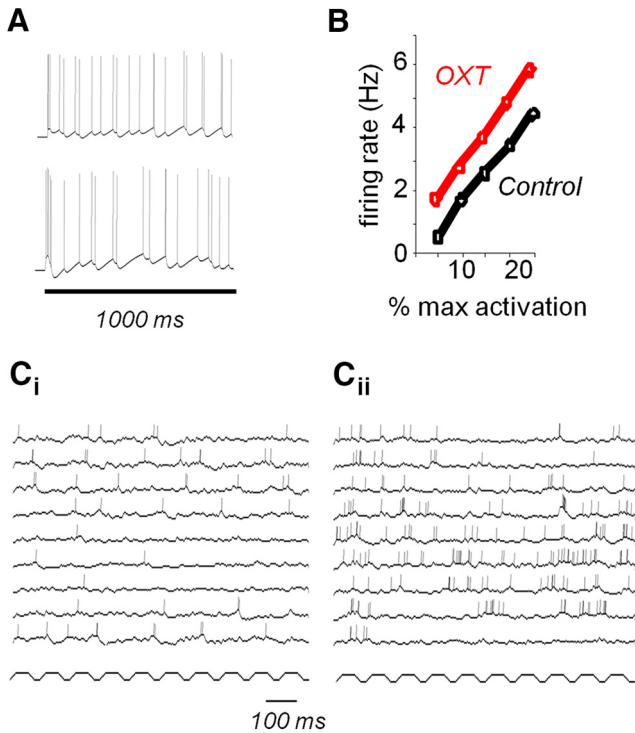 A
1000 ms
B
firing rate (Hz)
6
4
2
0
OXT
Control
10
20
% max activation
Ci
Cii
100 ms